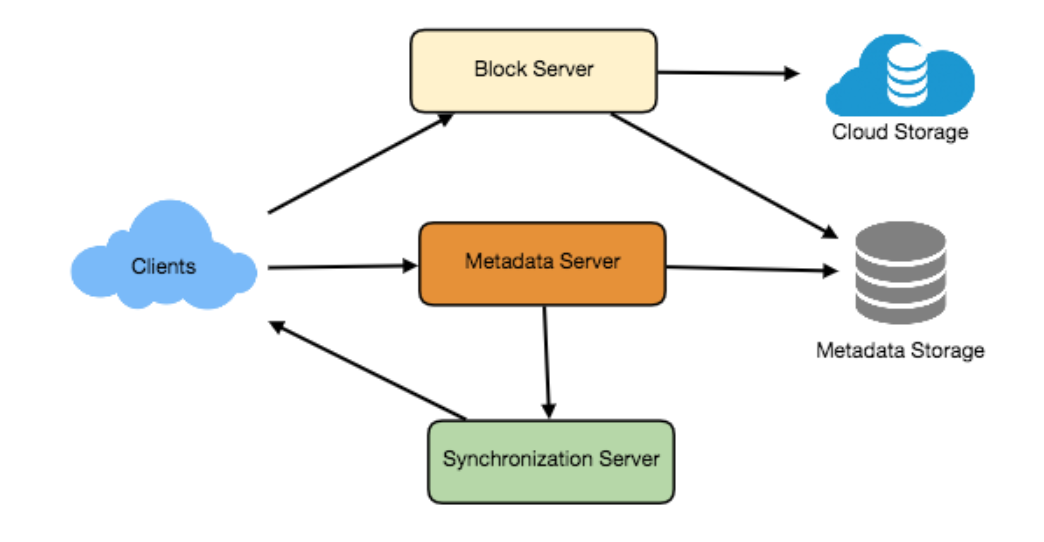 Block Server
Cloud Storage
Clients
Metadata Server
Metadata Storage
Synchronization Server